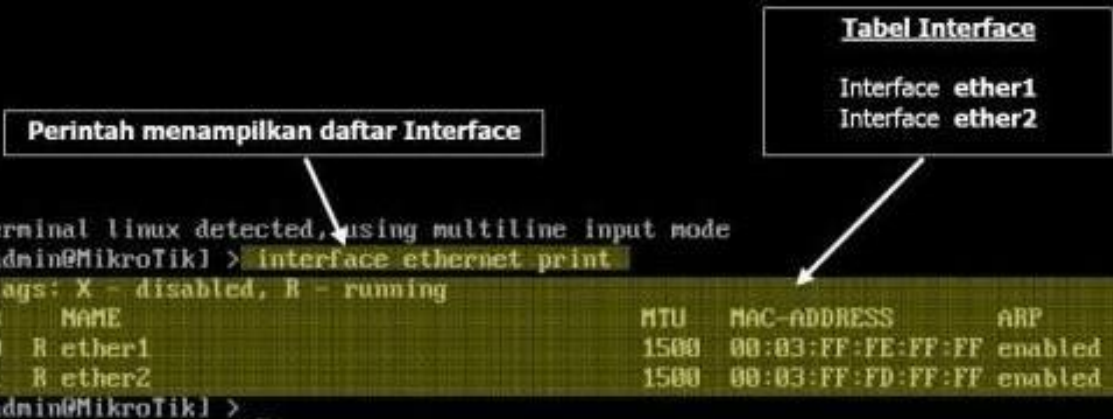 Tabel Interface
Interface ether1
Interface ether2
Perintah menampilkan daftar Interface
erminal linux detected, using multiline input mode
dmin@MikroTik] > interface ethernet print
ags: X - disabled, R - running
NAME MTU MAC-ADDRESS ARP
R ether1 1500 00:03:FF:FE:FF:FF enabled
R ether2 1500 00:03:FF:FD:FF:FF enabled
dmin@MikroTik] >